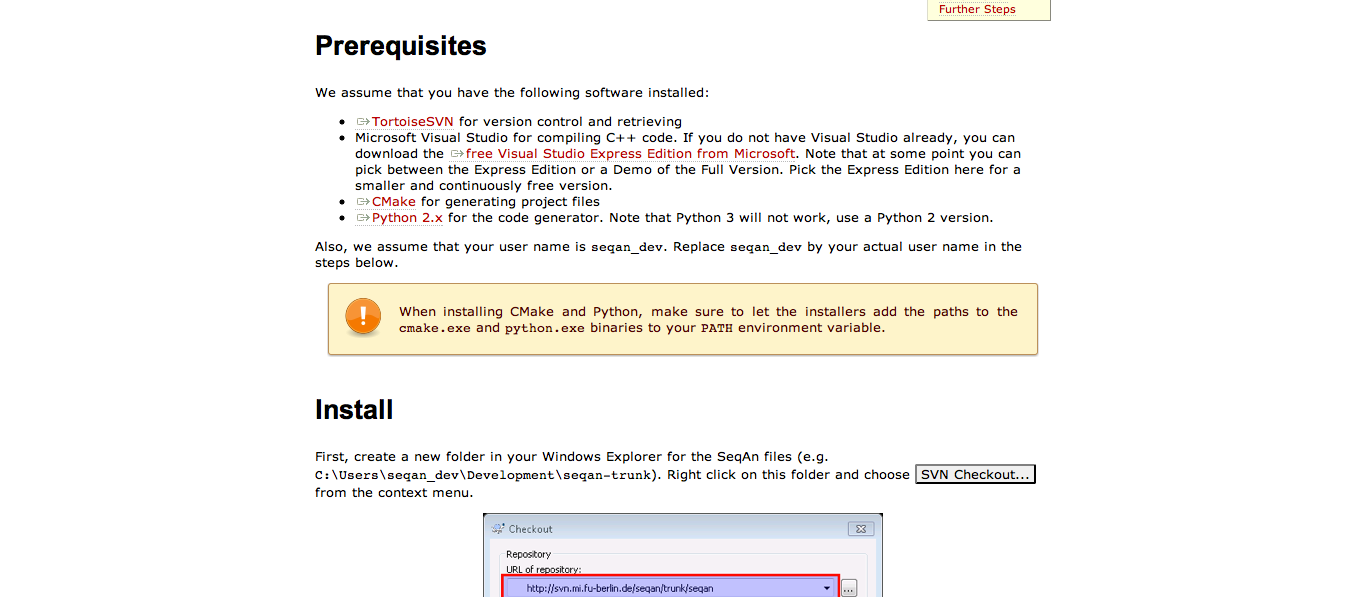 Further Steps
Prerequisites
We assume that you have the following software installed:
TortoiseSVN for version control and retrieving
Microsoft Visual Studio for compiling C++ code. If you do not have Visual Studio already, you can
download the free Visual Studio Express Edition from Microsoft. Note that at some point you can
pick between the Express Edition or a Demo of the Full Version. Pick the Express Edition here for a
smaller and continuously free version.
CMake for generating project files
Python 2.x for the code generator. Note that Python 3 will not work, use a Python 2 version.
Also, we assume that your user name is seqan_dev. Replace seqan_dev by your actual user name in the
steps below.
When installing CMake and Python, make sure to let the installers add the paths to the
cmake.exe and python.exe binaries to your PATH environment variable.
Install
First, create a new folder in your Windows Explorer for the SeqAn files (e.g.
C:\Users\seqan_dev\Development\seqan-trunk). Right click on this folder and choose SVN Checkout...
from the context menu.
Checkout
Repository
URL of repository:
http://svn.mi.fu-berlin.de/seqan/trunk/seqan
...